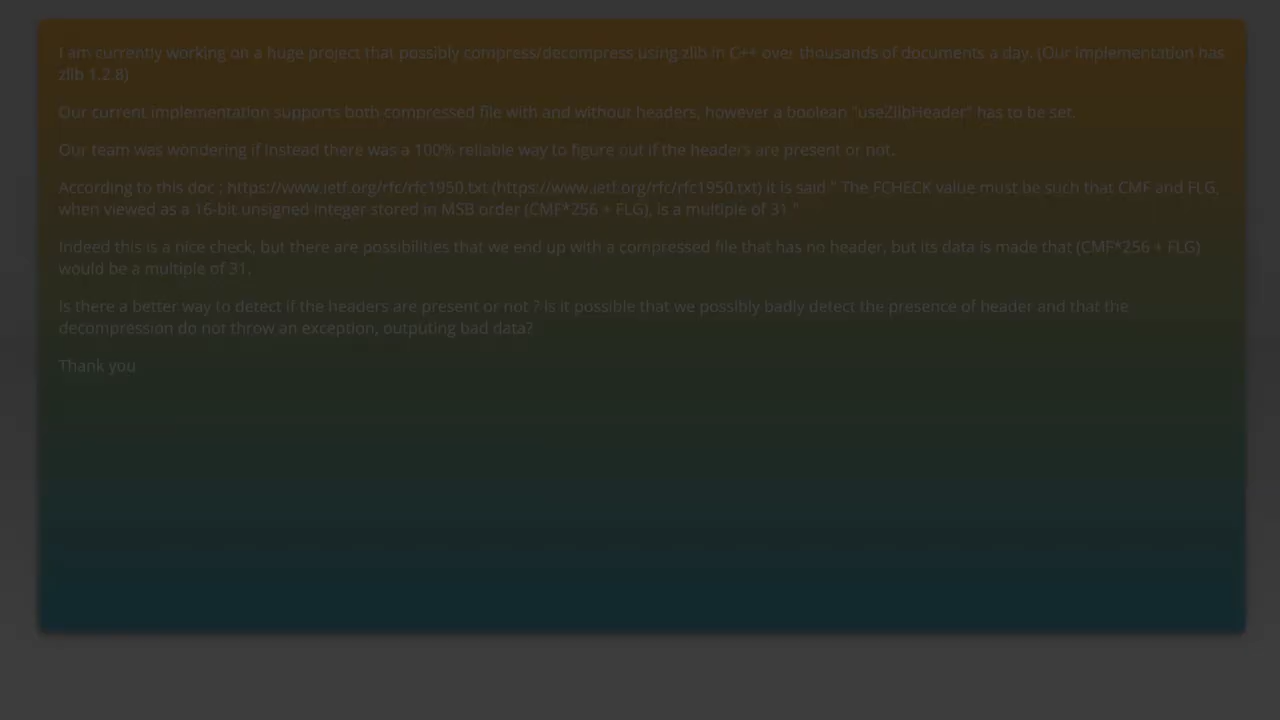 I am currently working on a huge project that possibly compress/decompress using zlib in C++ over thousands of documents a day. (Our implementation has
zlib 1.2.8)
Our current implementation supports both compressed file with and without headers, however a boolean "useZlibHeader" has to be set.
Our team was wondering if instead there was a 100% reliable way to figure out if the headers are present or not.
According to this doc : https://www.ietf.org/rfc/rfc1950.txt (https://www.ietf.org/rfc/rfc1950.txt) it is said " The FCHECK value must be such that CMF and FLG,
when viewed as a 16-bit unsigned integer stored in MSB order (CMF*256 + FLG), is a multiple of 31 "
Indeed this is a nice check, but there are possibilities that we end up with a compressed file that has no header, but its data is made that (CMF*256 + FLG)
would be a multiple of 31.
Is there a better way to detect if the headers are present or not ? Is it possible that we possibly badly detect the presence of header and that the
decompression do not throw an exception, outputing bad data?
Thank you